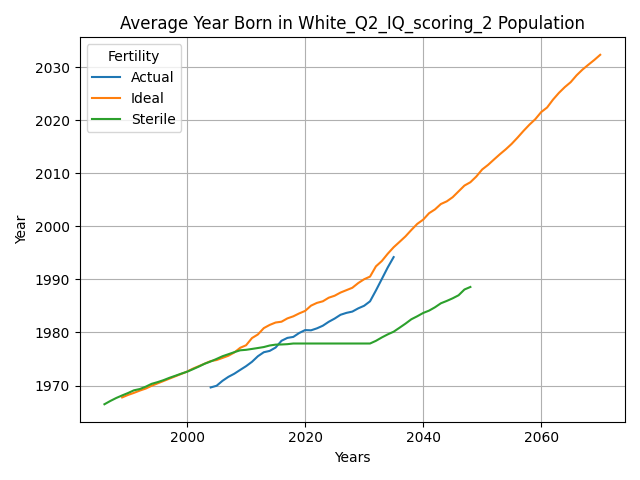 Average Year Born in White_Q2_IQ_scoring_2 Population
Fertility
Actual
Ideal
Sterile
Year
2030
2020
2010
2000
1990
1980
1970
2000
2020
2040
2060
Years